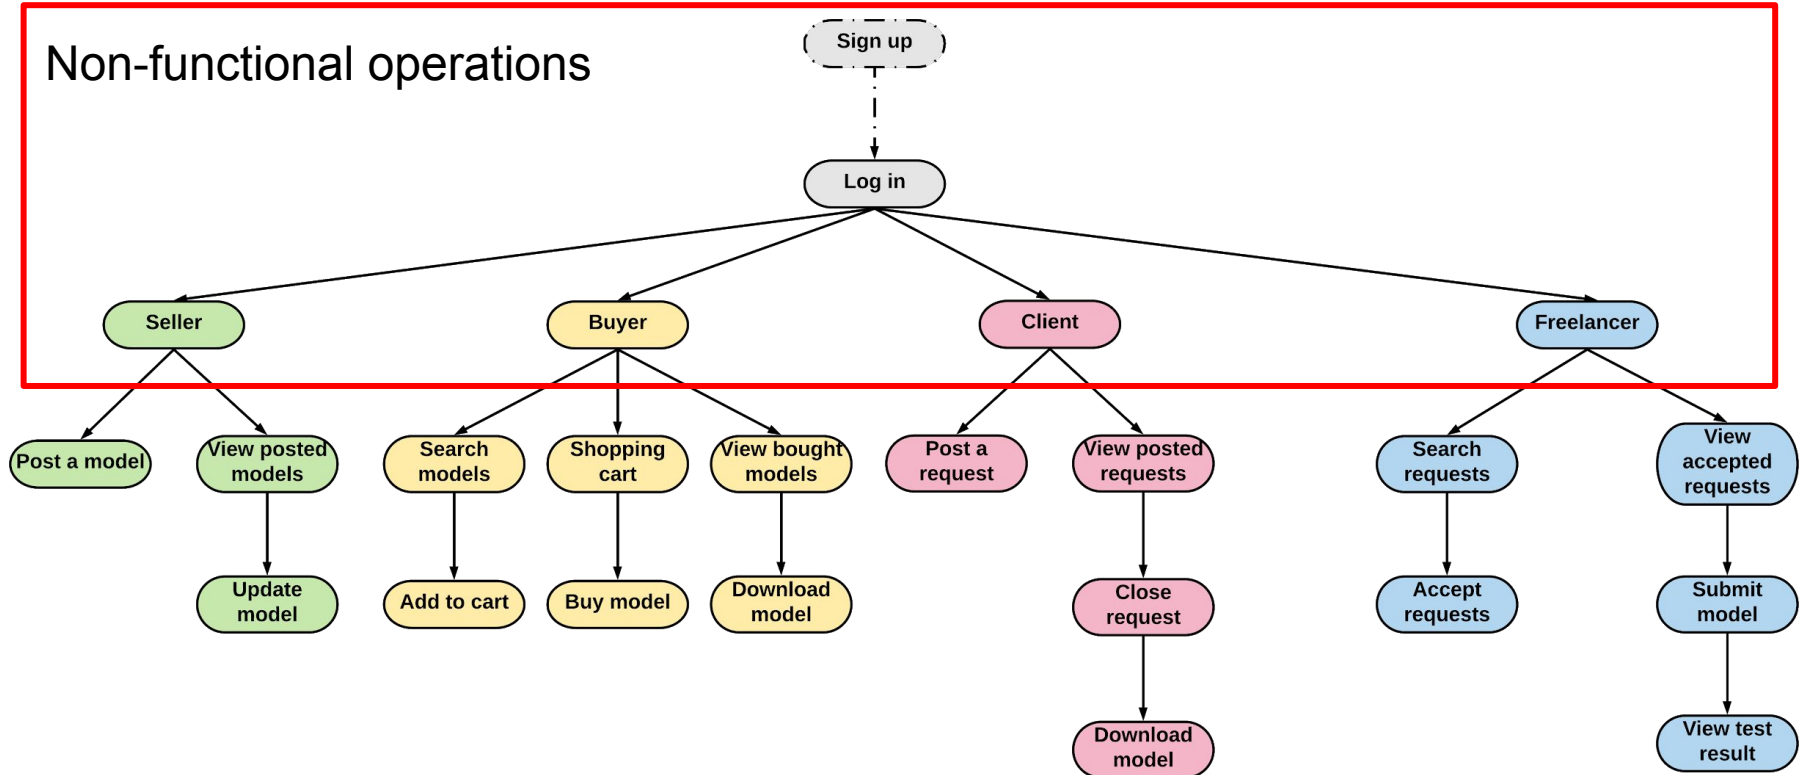 Non-functional operations
Sign up
Log in
Seller
Buyer
Client
Freelancer
Post a model
View posted
models
Search
models
Shopping
cart
View bought
models
Post a
request
View posted
requests
Search
requests
View
accepted
requests
Update
model
Add to cart
Buy model
Download
model
Close
request
Accept
requests
Submit
model
Download
model
View test
result